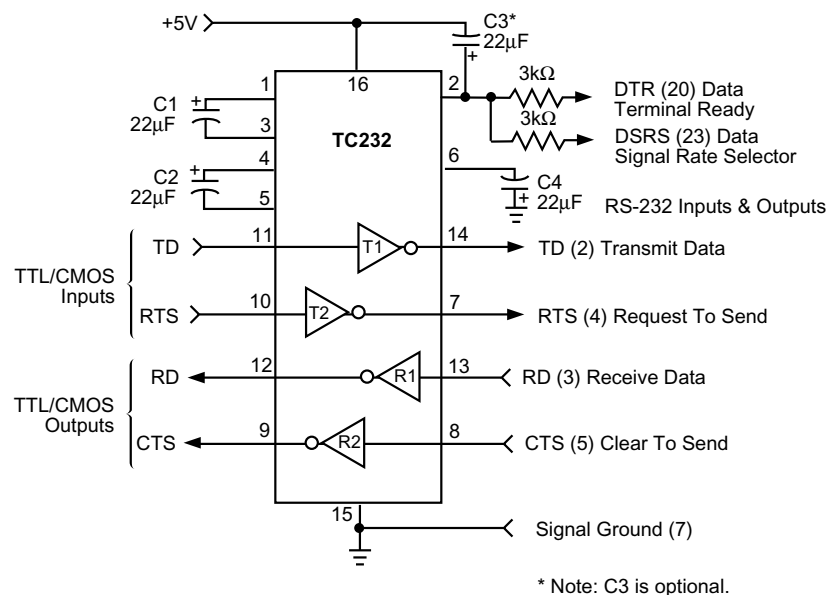 +5V
C3*
22µF
+
1
16
2
3kΩ
DTR (20) Data
Terminal Ready
C1
+
22µF
3
TC232
3kΩ
DSRS (23) Data
Signal Rate Selector
4
6
C2
+
22µF
5
C4
+
22µF
RS-232 Inputs & Outputs
TTL/CMOS
Inputs
TD
11
T1
14
TD (2) Transmit Data
RTS
10
T2
7
RTS (4) Request To Send
TTL/CMOS
Outputs
RD
12
R1
13
RD (3) Receive Data
CTS
9
R2
8
CTS (5) Clear To Send
15
Signal Ground (7)
* Note: C3 is optional.